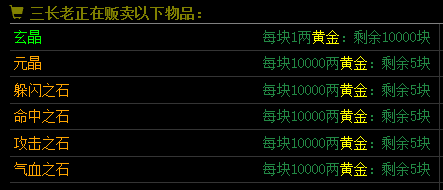 三长老正在贩卖以下物品：
玄晶 每块1两黄金：剩余10000块
元晶 每块10000两黄金：剩余5块
躲闪之石 每块10000两黄金：剩余5块
命中之石 每块10000两黄金：剩余5块
攻击之石 每块10000两黄金：剩余5块
气血之石 每块10000两黄金：剩余5块